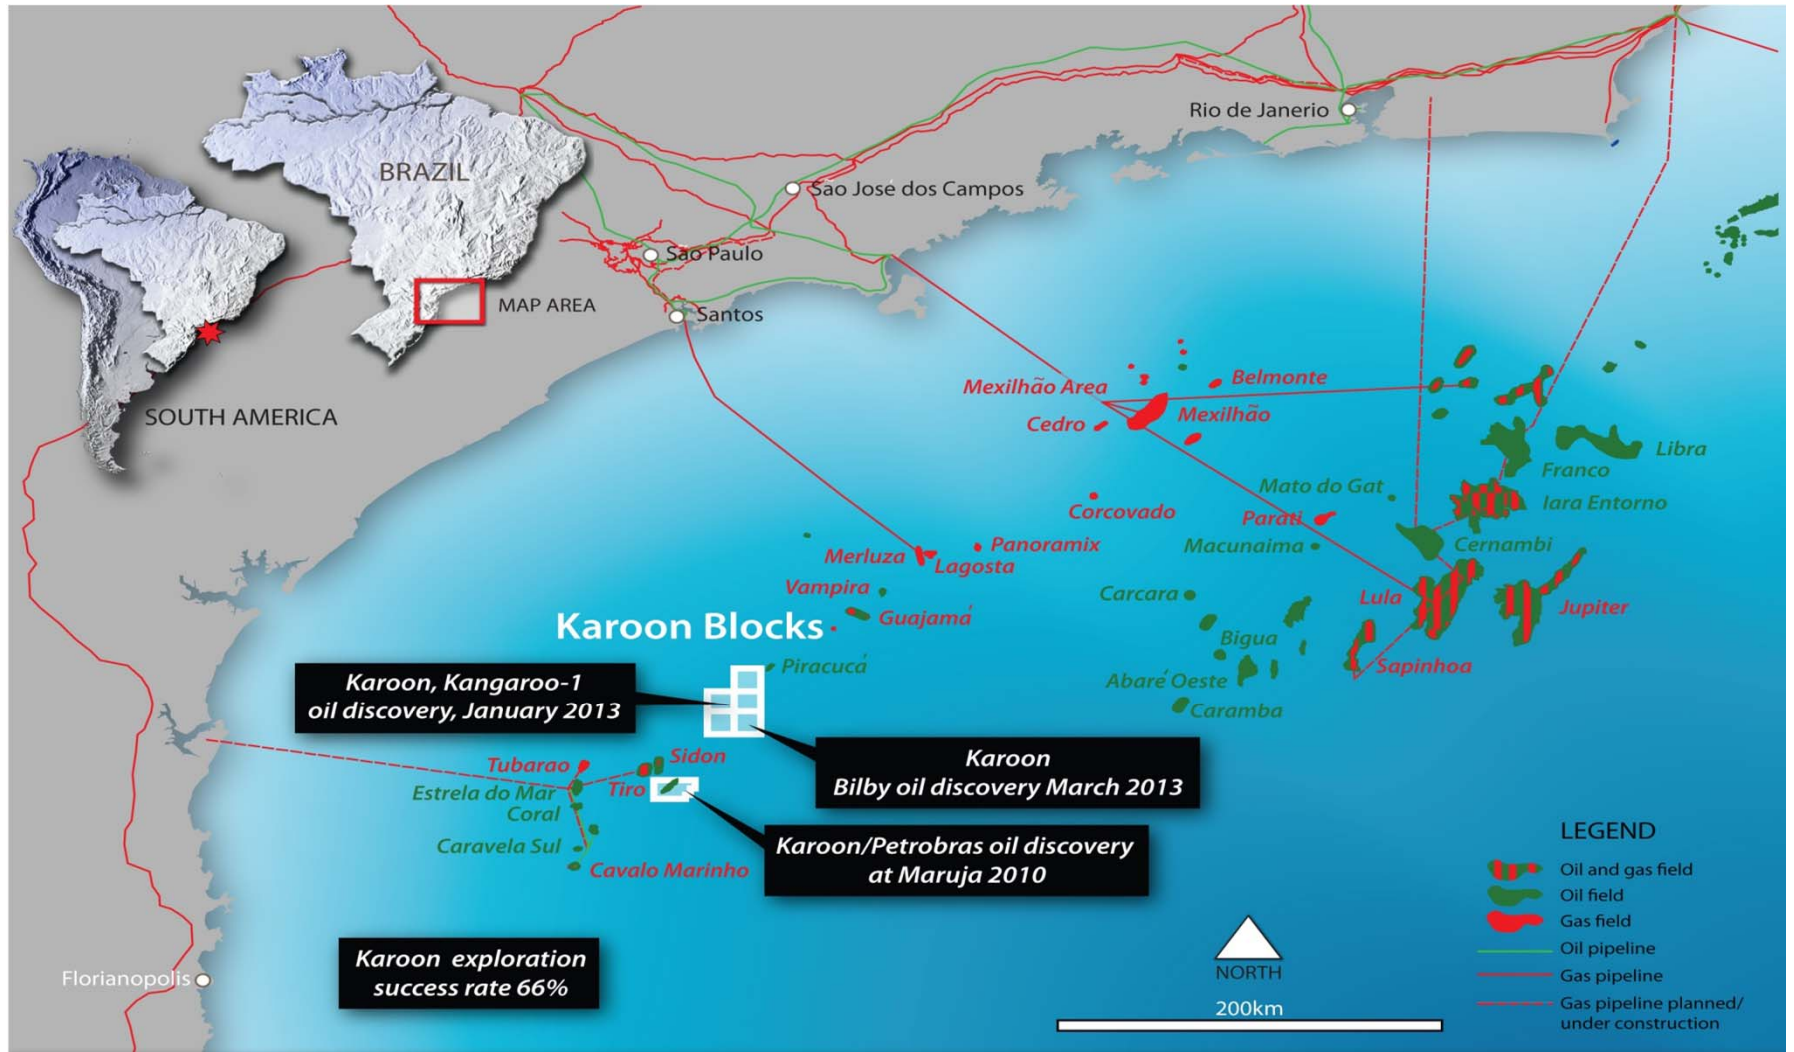 Rio de Janerio
BRAZIL
São José dos Campos
São Paulo
MAP AREA
Santos
SOUTH AMERICA
Mexilhão Area
Belmonte
Mexilhão
Cedro
Libra
Franco
Mato do Gat
Iara Entorno
Corcovado
Parati
Macunaima
Cernambi
Panoramix
Merluza
Lagosta
Vampira
Carcara
Lula
Jupiter
Guajamá
Karoon Blocks
Bigua
Piracucá
Sapinhoa
Abaré Oeste
Caramba
Karoon, Kangaroo-1
oil discovery, January 2013
Sidon
Tubarao
Karoon
Bilby oil discovery March 2013
Tiro
Estrela do Mar
Coral
Caravela Sul
Cavalo Marinho
Karoon/Petrobras oil discovery
at Maruja 2010
Karoon exploration
success rate 66%
Florianopolis
NORTH
200km
LEGEND
Oil and gas field
Oil field
Gas field
Oil pipeline
Gas pipeline
Gas pipeline planned/
under construction